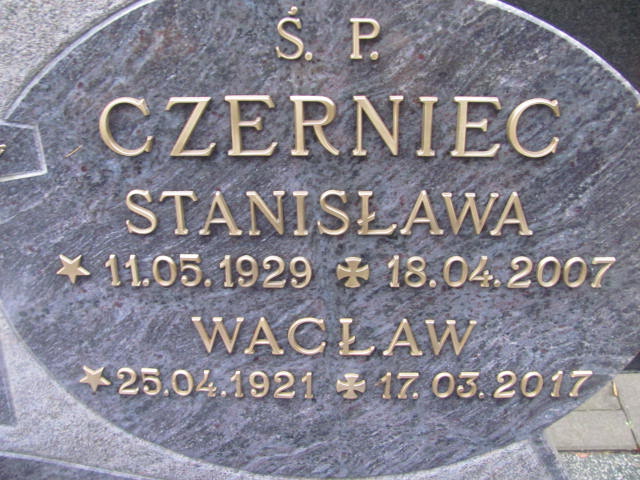 Ś. P.
CZERNIEC
STANISŁAWA
★ 11.05.1929 ✠ 18.04.2007
WACŁAW
★ 25.04.1921 ✠ 17.03.2017